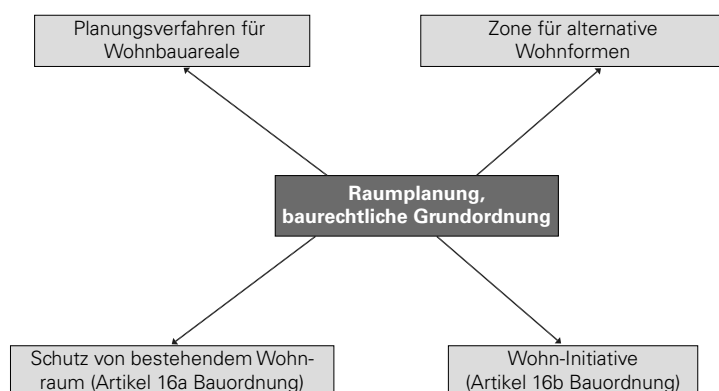 Planungsverfahren für
Wohnbauareale
Zone für alternative
Wohnformen
Raumplanung,
baurechtliche Grundordnung
Schutz von bestehendem Wohn-
raum (Artikel 16a Bauordnung)
Wohn-Initiative
(Artikel 16b Bauordnung)